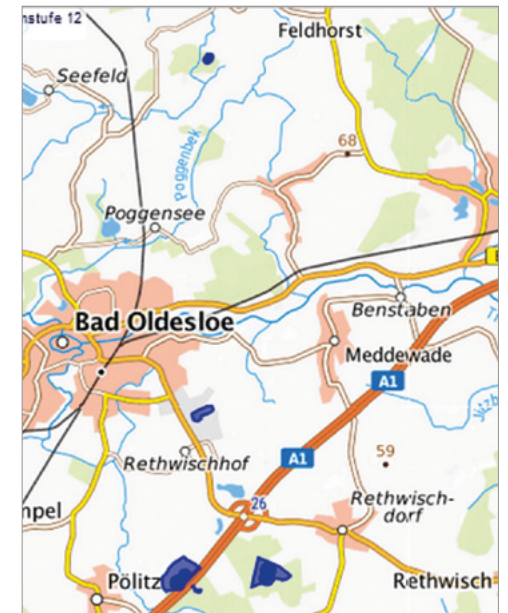 nstufe 12
Feldhorst
Seefeld
68
Poggenbek
Poggensee
Bad Oldesloe
Benstaben
Meddewade
A1
A1
59
Rethwischhof
26
Rethwisch-
dorf
mpel
Pölitz
Rethwisch